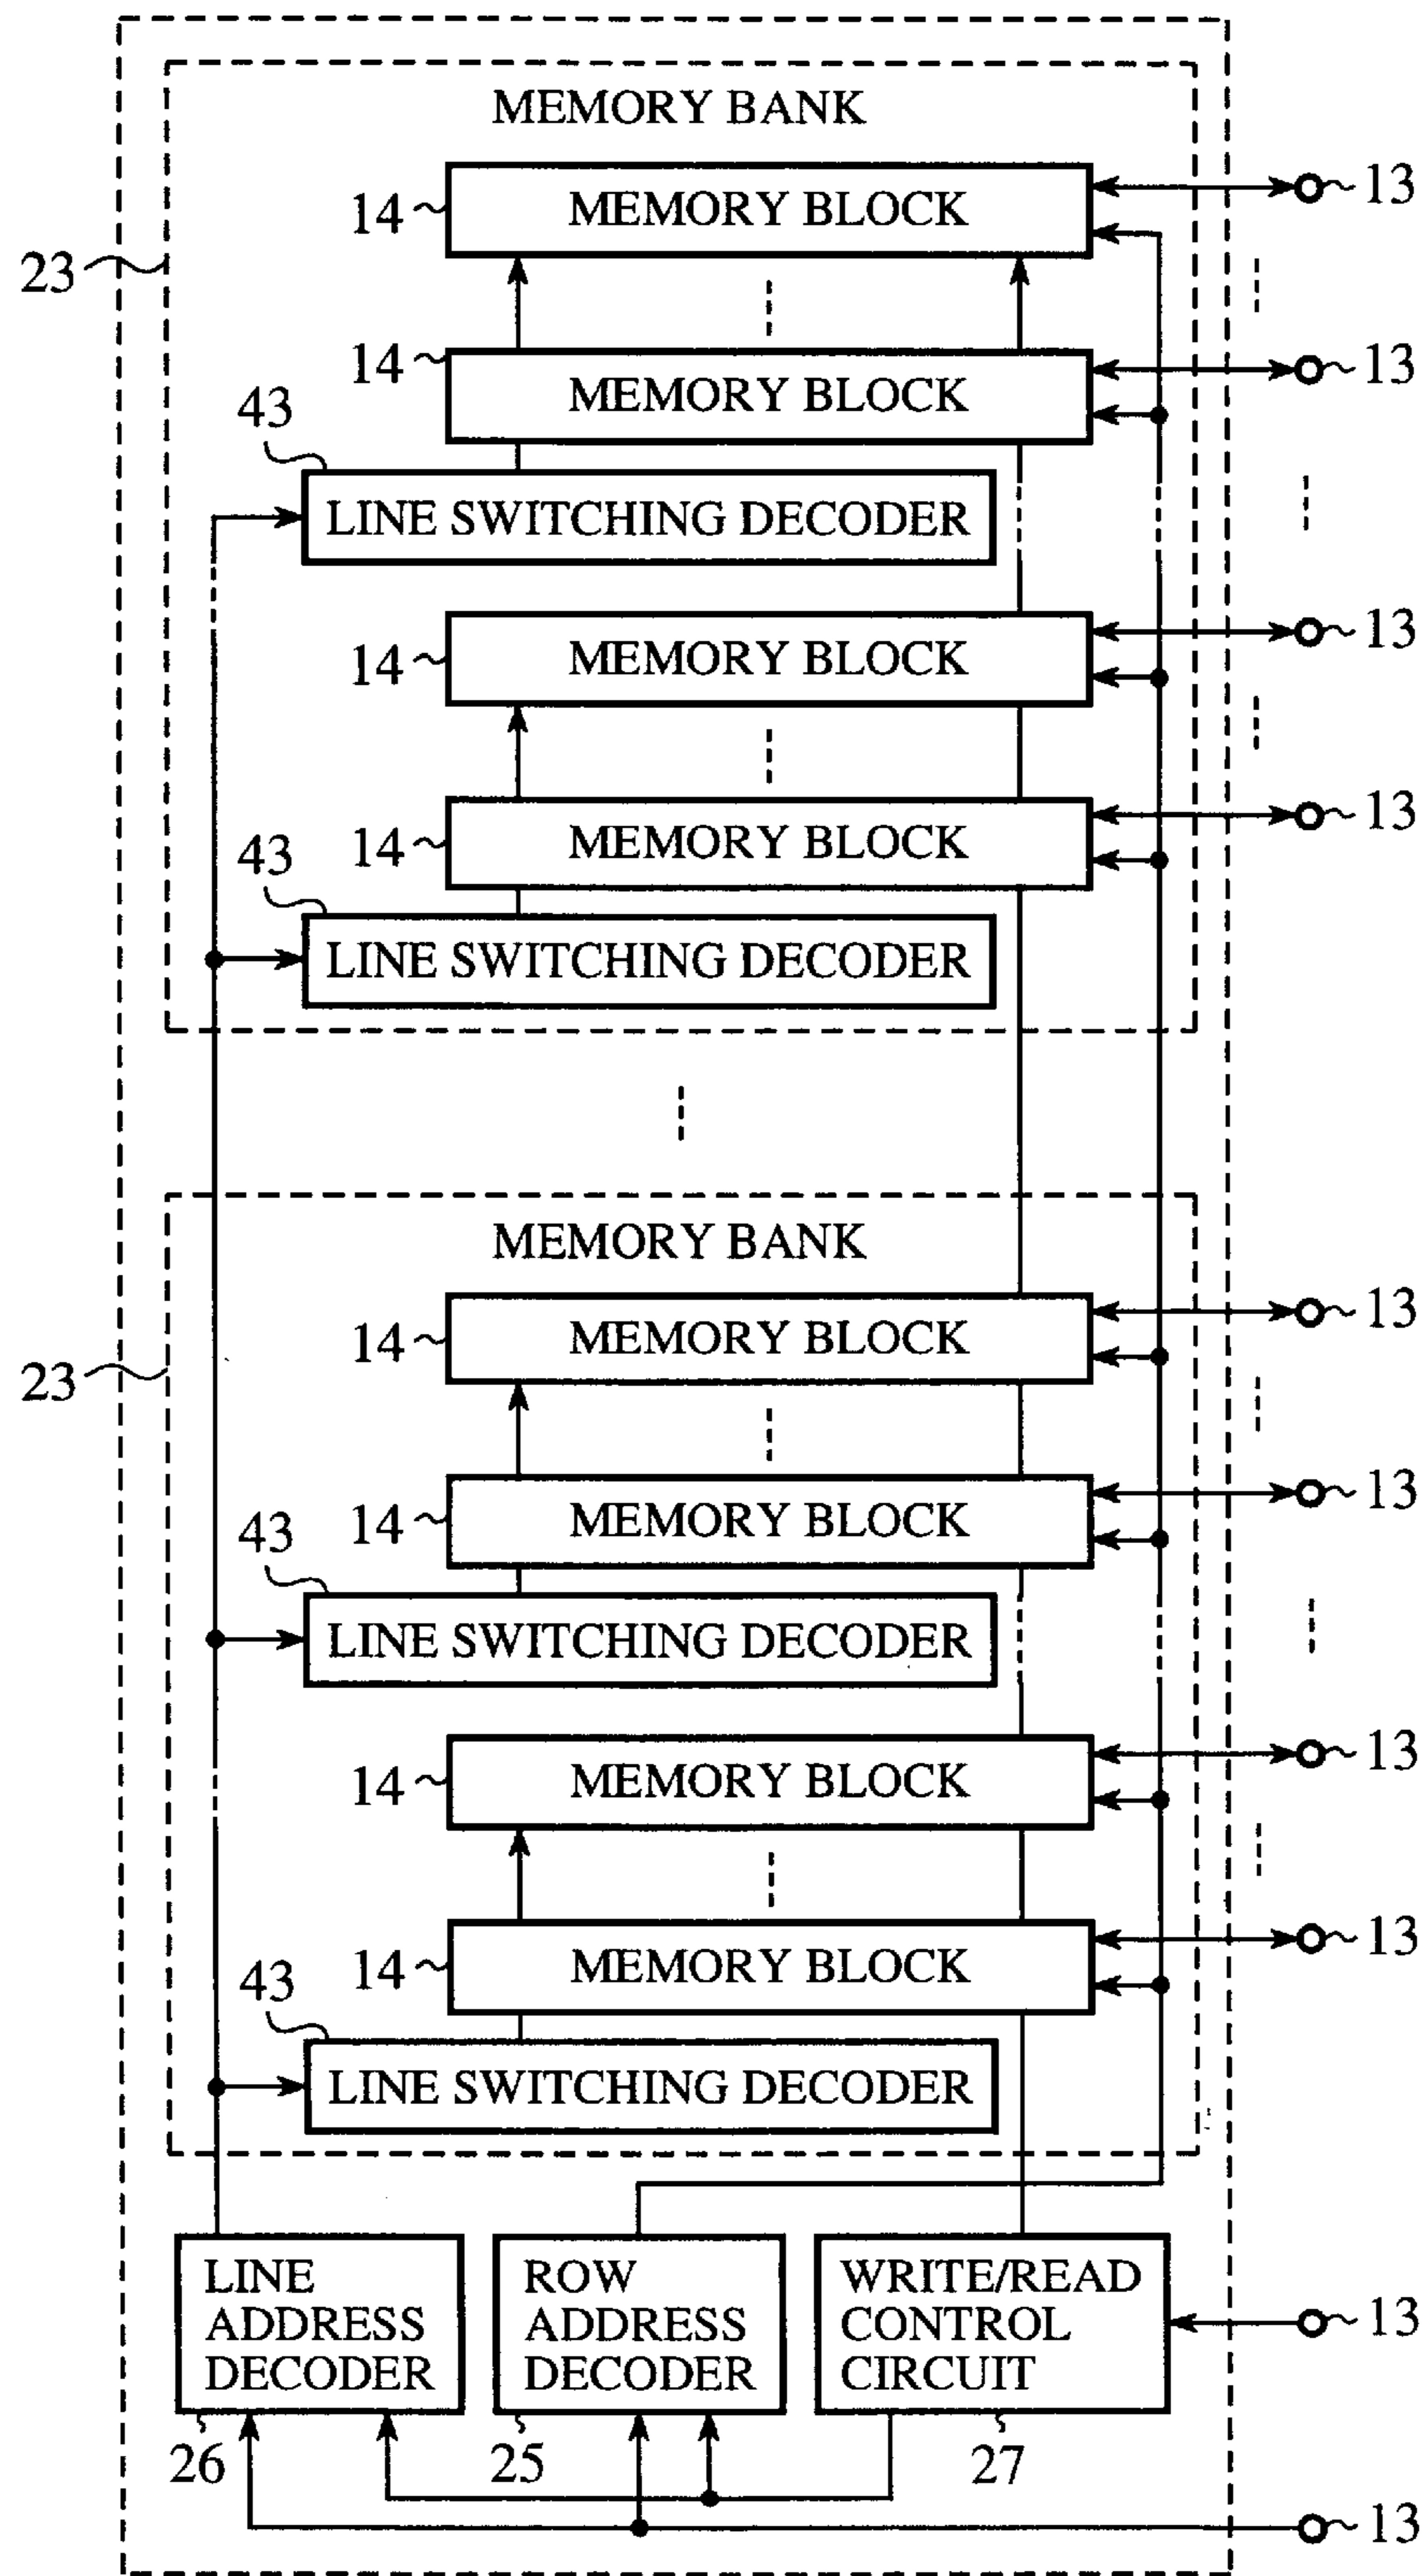 MEMORY BANK
14 MEMORY BLOCK 13
23
14 MEMORY BLOCK 13
43
LINE SWITCHING DECODER
14 MEMORY BLOCK 13
14 MEMORY BLOCK 13
43
LINE SWITCHING DECODER
MEMORY BANK
14 MEMORY BLOCK 13
23
14 MEMORY BLOCK 13
43
LINE SWITCHING DECODER
14 MEMORY BLOCK 13
14 MEMORY BLOCK 13
43
LINE SWITCHING DECODER
LINE
ADDRESS
DECODER
ROW
ADDRESS
DECODER
WRITE/READ
CONTROL
CIRCUIT
13
26
25
27
13